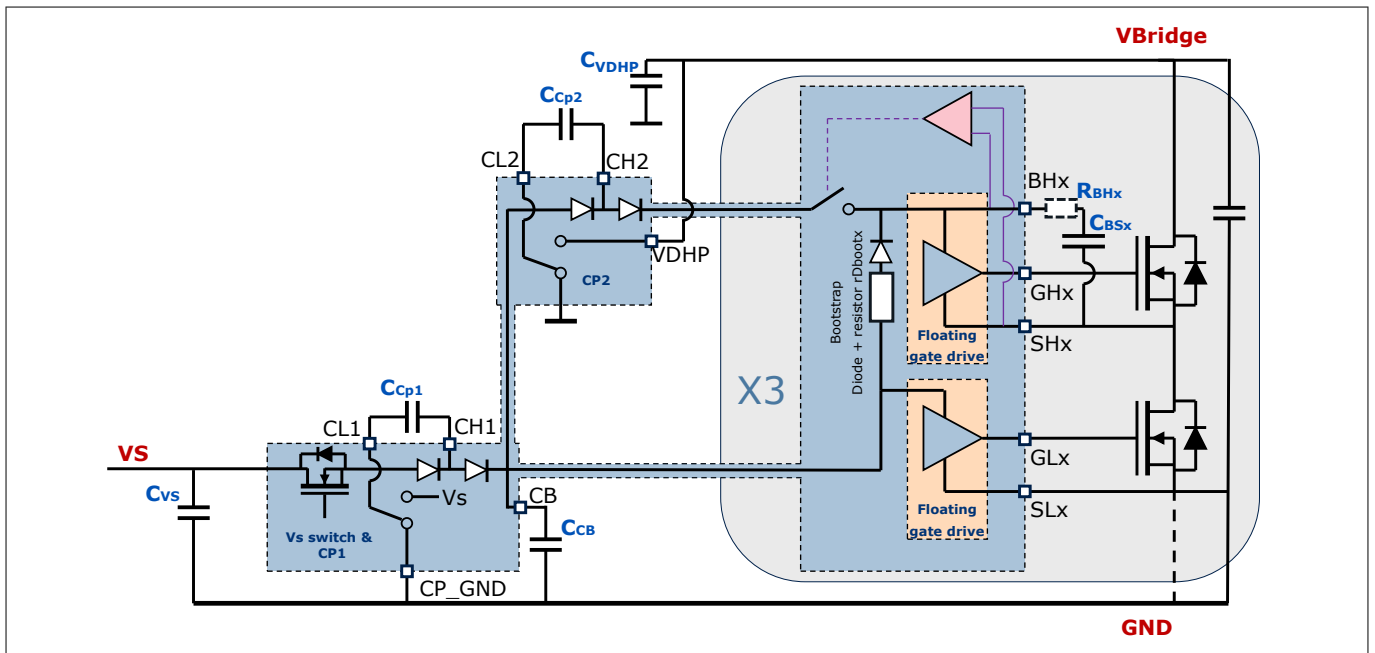 VBridge
CVDHP
CCp2
CL2
CH2
BHx
RBHx
CBSx
VDHP
CP2
Bootstrap
Diode + resistor rDbootx
GHx
Floating
gate drive
SHx
X3
CCp1
CL1
CH1
VS
GLx
CVS
Vs
CB
SLx
Vs switch &
CP1
CCB
Floating
gate drive
CP_GND
GND